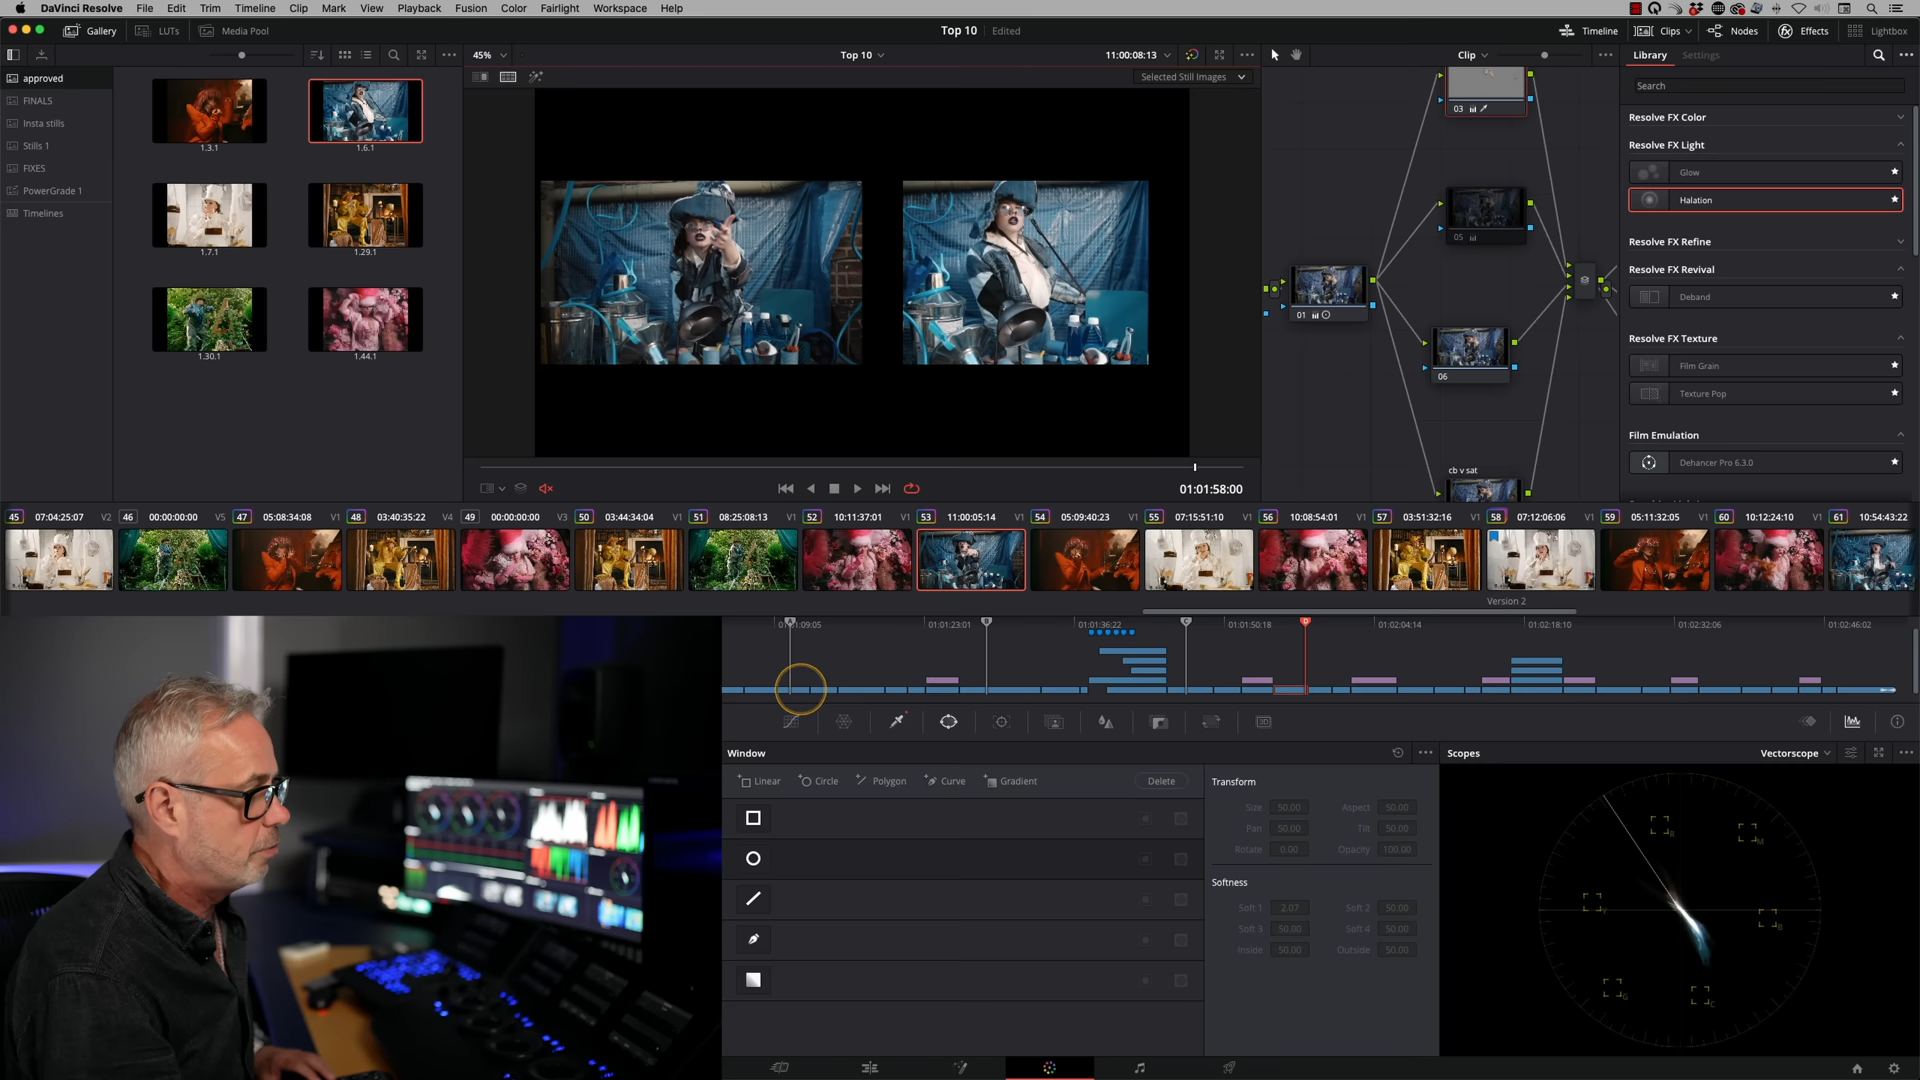 DaVinci Resolve File Edit Trim Timeline Clip Mark View Playback Fusion Color Fairlight Workspace Help
Gallery LUTs Media Pool Top 10 Edited Timeline Clips Nodes Effects Lightbox
45% Top 10 11:00:08:13 Clip Library Settings
Selected Still Images
Search
approved
FINALS
Insta stills
Stills 1
FIXES
PowerGrade 1
Timelines
1.3.1 1.6.1
1.7.1 1.29.1
1.30.1 1.44.1
03
05
01
06
cb v sat
Resolve FX Color
Resolve FX Light
Glow
Halation
Resolve FX Refine
Resolve FX Revival
Deband
Resolve FX Texture
Film Grain
Texture Pop
Film Emulation
Dehancer Pro 6.3.0
01:01:58:00
45 07:04:25:07 V2 46 00:00:00:00 V5 47 05:08:34:08 V1 48 03:40:35:22 V4 49 00:00:00:00 V3 50 03:44:34:04 V1 51 08:25:08:13 V1 52 10:11:37:01 V1 53 11:00:05:14 V1 54 05:09:40:23 V1 55 07:15:51:10 V1 56 10:08:54:01 V1 57 03:51:32:16 V1 58 07:12:06:06 V1 59 05:11:32:05 V1 60 10:12:24:10 V1 61 10:54:43:22
Version 2
A B C D
01:01:09:05 01:01:23:01 01:01:36:22 01:01:50:18 01:02:04:14 01:02:18:10 01:02:32:06 01:02:46:02
Window
Linear Circle Polygon Curve Gradient Delete
Transform
Size 50.00 Aspect 50.00
Pan 50.00 Tilt 50.00
Rotate 0.00 Opacity 100.00
Softness
Soft 1 2.07 Soft 2 50.00
Soft 3 50.00 Soft 4 50.00
Inside 50.00 Outside 50.00
Scopes Vectorscope
R
M
Y
B
G
C